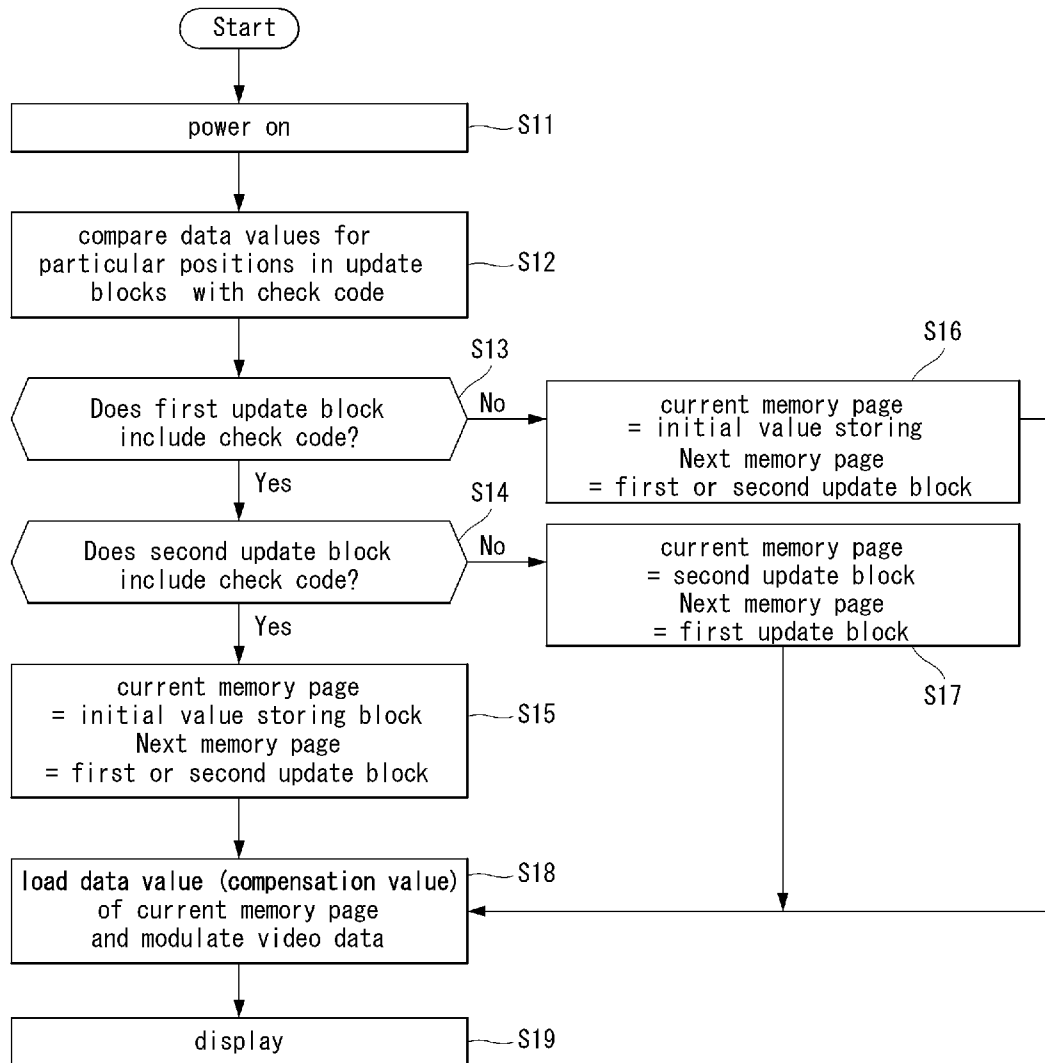 Start
power on
S11
compare data values for
particular positions in update
blocks with check code
S12
S13
Does first update block
include check code?
No
Yes
S16
current memory page
= initial value storing
Next memory page
= first or second update block
S14
Does second update block
include check code?
No
Yes
current memory page
= second update block
Next memory page
= first update block
S17
current memory page
= initial value storing block
Next memory page
= first or second update block
S15
load data value (compensation value)
of current memory page
and modulate video data
S18
display
S19